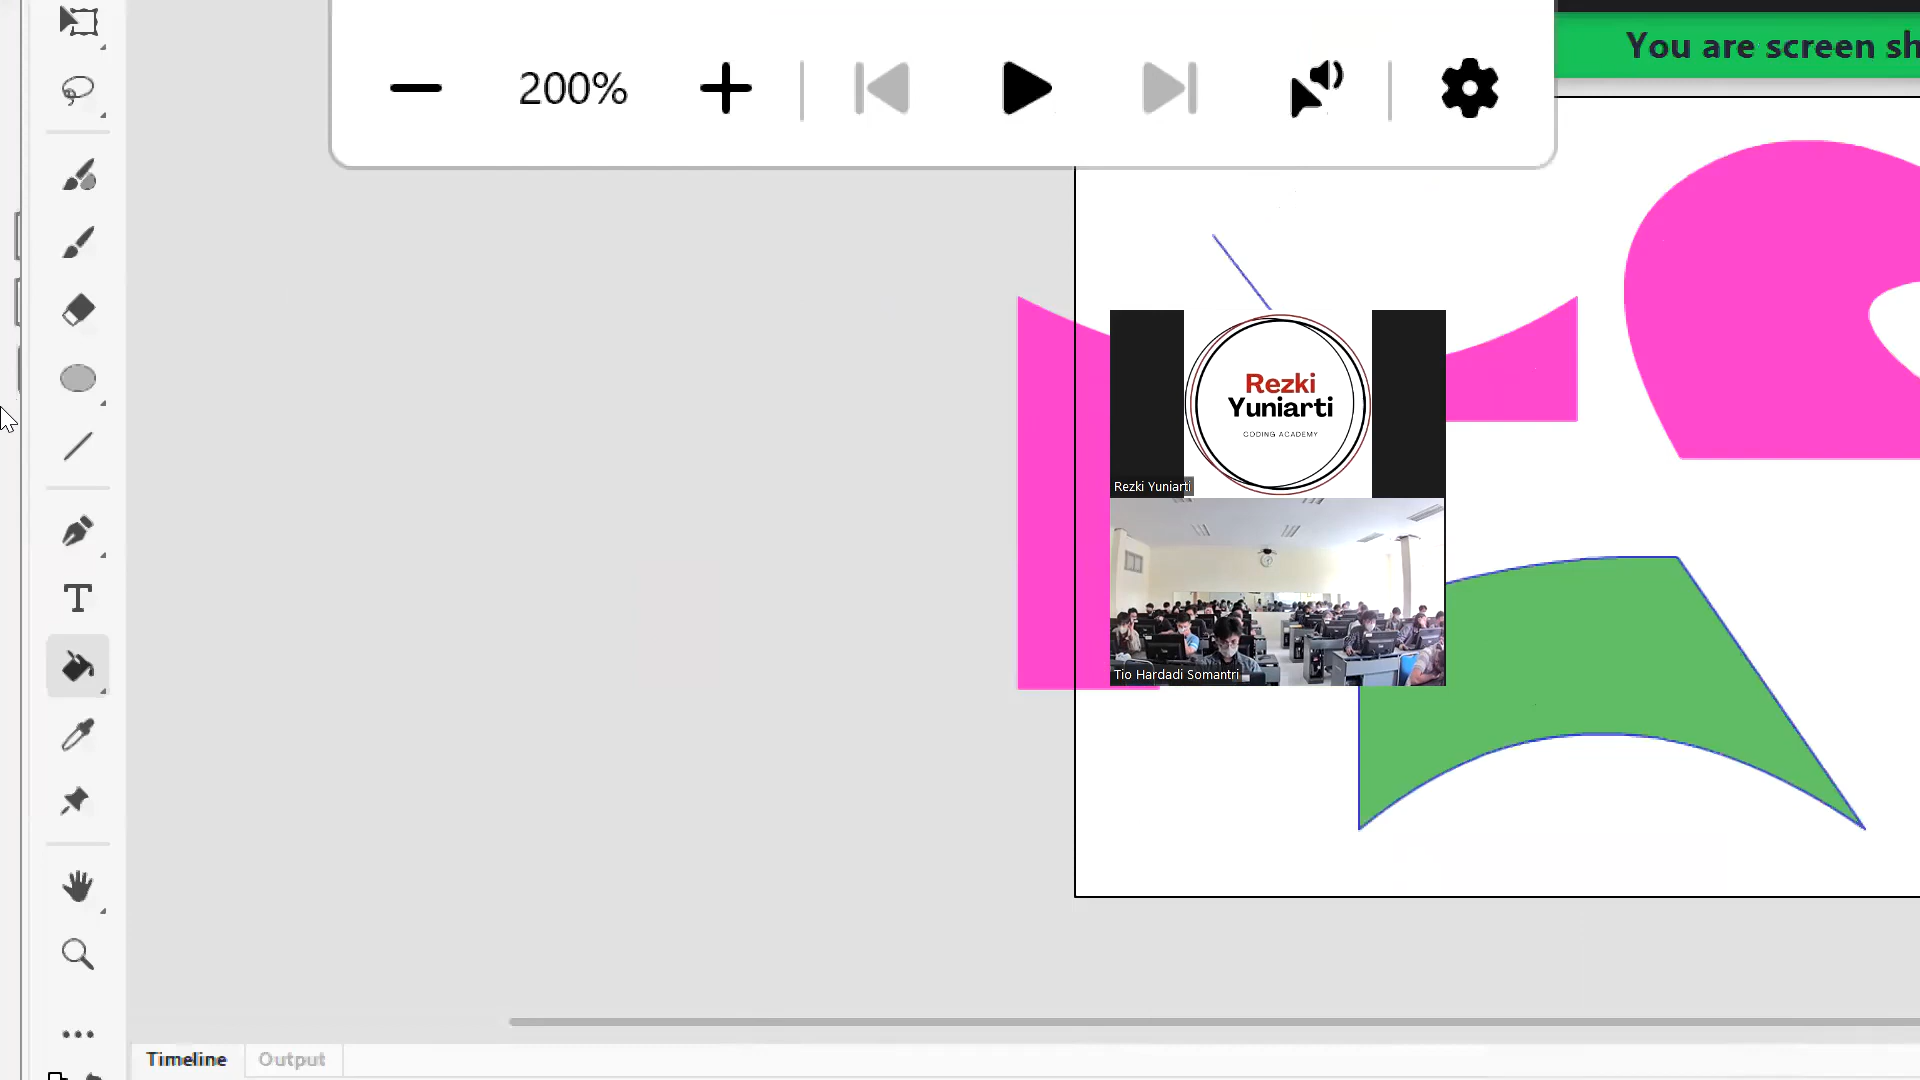 200%
You are screen sh
Rezki
Yuniarti
CODING ACADEMY
Rezki Yuniarti
Tio Hardadi Somantri
T
Timeline
Output